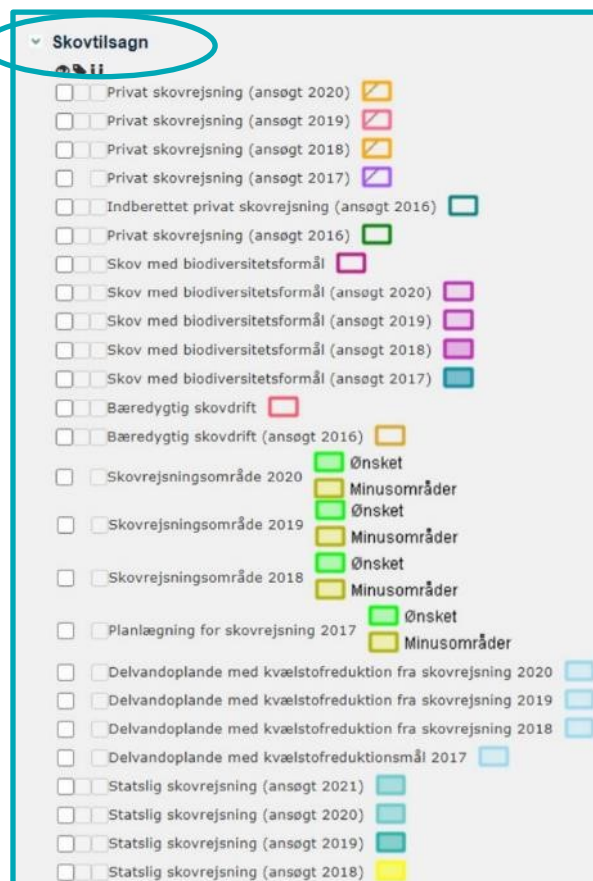 Skovtilsagn
Privat skovrejsning (ansøgt 2020)
Privat skovrejsning (ansøgt 2019)
Privat skovrejsning (ansøgt 2018)
Privat skovrejsning (ansøgt 2017)
Indberettet privat skovrejsning (ansøgt 2016)
Privat skovrejsning (ansøgt 2016)
Skov med biodiversitetsformål
Skov med biodiversitetsformål (ansøgt 2020)
Skov med biodiversitetsformål (ansøgt 2019)
Skov med biodiversitetsformål (ansøgt 2018)
Skov med biodiversitetsformål (ansøgt 2017)
Bæredygtig skovdrift
Bæredygtig skovdrift (ansøgt 2016)
Skovrejsningsområde 2020
Ønsket
Minusområder
Skovrejsningsområde 2019
Ønsket
Minusområder
Skovrejsningsområde 2018
Ønsket
Minusområder
Planlægning for skovrejsning 2017
Ønsket
Minusområder
Delvandoplande med kvælstofreduktion fra skovrejsning 2020
Delvandoplande med kvælstofreduktion fra skovrejsning 2019
Delvandoplande med kvælstofreduktion fra skovrejsning 2018
Delvandoplande med kvælstofreduktionsmål 2017
Statslig skovrejsning (ansøgt 2021)
Statslig skovrejsning (ansøgt 2020)
Statslig skovrejsning (ansøgt 2019)
Statslig skovrejsning (ansøgt 2018)